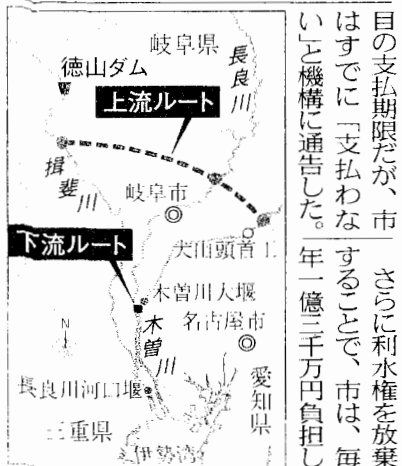 目の支払期限だが、市
はすでに「支払わな
い」と機構に通告した。
さらに利水権を放棄
することで、市は、毎
年一億三千万円負担し
岐阜県
長良川
徳山ダム
上流ルート
揖斐川
岐阜市
犬山頭首工
下流ルート
木曽川大堰
木曽川
名古屋市
N
長良川河口堰
愛知県
三重県
伊勢湾